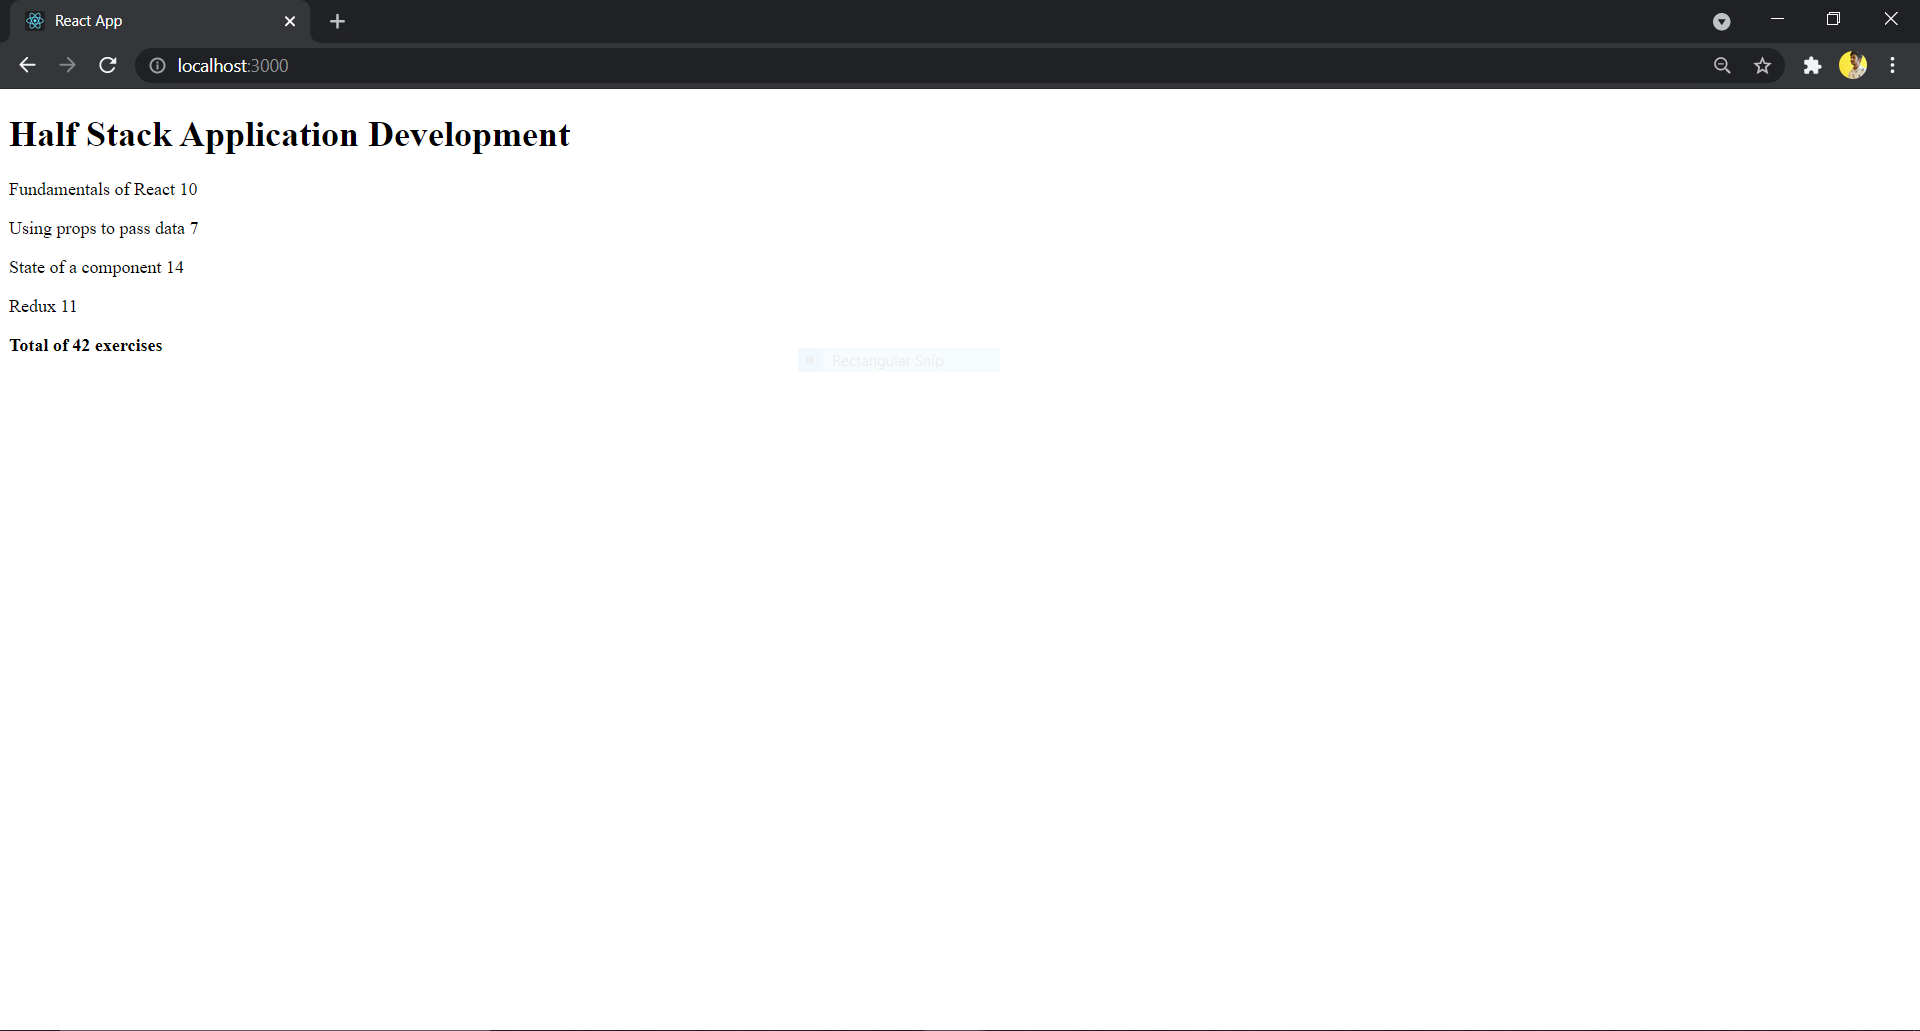 React App
localhost:3000
Half Stack Application Development
Fundamentals of React 10
Using props to pass data 7
State of a component 14
Redux 11
Total of 42 exercises
Rectangular Snip